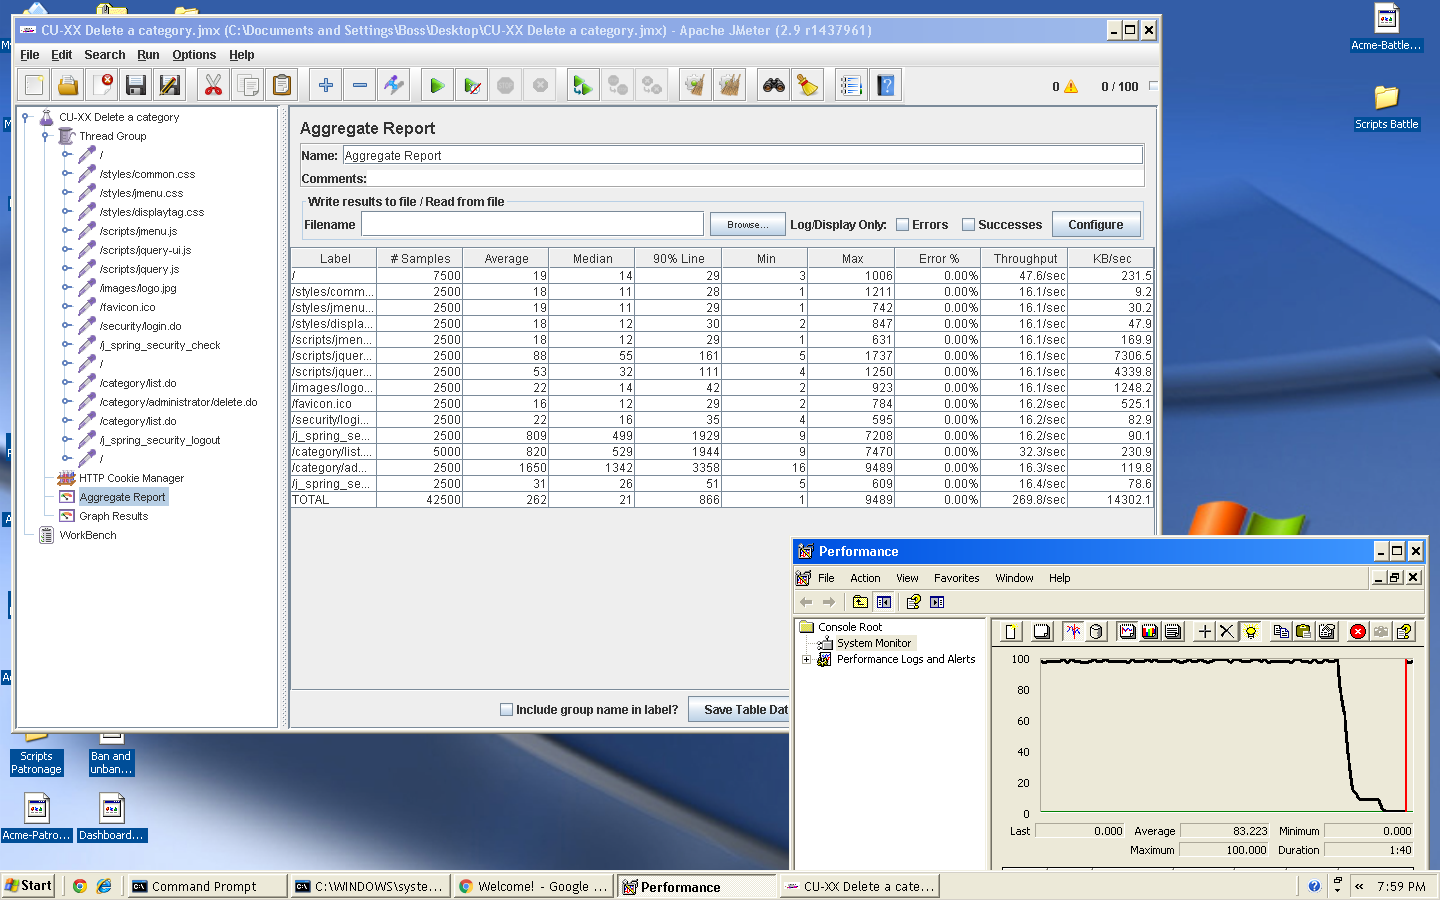 CU-XX Delete a category.jmx (C:\Documents and Settings\Boss\Desktop\CU-XX Delete a category.jmx) - Apache JMeter (2.9 r1437961)
File Edit Search Run Options Help
0 0 / 100
CU-XX Delete a category
Thread Group
/
/styles/common.css
/styles/jmenu.css
/styles/displaytag.css
/scripts/jmenu.js
/scripts/jquery-ui.js
/scripts/jquery.js
/images/logo.jpg
/favicon.ico
/security/login.do
/j_spring_security_check
/
/category/list.do
/category/administrator/delete.do
/category/list.do
/j_spring_security_logout
/
HTTP Cookie Manager
Aggregate Report
Graph Results
WorkBench
Aggregate Report
Name: Aggregate Report
Comments:
Write results to file / Read from file
Filename Browse... Log/Display Only: Errors Successes Configure
Label # Samples Average Median 90% Line Min Max Error % Throughput KB/sec
/ 7500 19 14 29 3 1006 0.00% 47.6/sec 231.5
/styles/comm... 2500 18 11 28 1 1211 0.00% 16.1/sec 9.2
/styles/jmenu... 2500 19 11 29 1 742 0.00% 16.1/sec 30.2
/styles/displa... 2500 18 12 30 2 847 0.00% 16.1/sec 47.9
/scripts/jmen... 2500 18 12 29 1 631 0.00% 16.1/sec 169.9
/scripts/jquer... 2500 88 55 161 5 1737 0.00% 16.1/sec 7306.5
/scripts/jquer... 2500 53 32 111 4 1250 0.00% 16.1/sec 4339.8
/images/logo... 2500 22 14 42 2 923 0.00% 16.1/sec 1248.2
/favicon.ico 2500 16 12 29 2 784 0.00% 16.2/sec 525.1
/security/logi... 2500 22 16 35 4 595 0.00% 16.2/sec 82.9
/j_spring_se... 2500 809 499 1929 9 7208 0.00% 16.2/sec 90.1
/category/list.... 5000 820 529 1944 9 7470 0.00% 32.3/sec 230.9
/category/ad... 2500 1650 1342 3358 16 9489 0.00% 16.3/sec 119.8
/j_spring_se... 2500 31 26 51 5 609 0.00% 16.4/sec 78.6
TOTAL 42500 262 21 866 1 9489 0.00% 269.8/sec 14302.1
Include group name in label? Save Table Dat
Acme-Battle...
Scripts Battle
Performance
File Action View Favorites Window Help
Console Root
System Monitor
Performance Logs and Alerts
100
80
60
40
20
0
Last 0.000 Average 83.223 Minimum 0.000
Maximum 100.000 Duration 1:40
Scripts Patronage
Ban and unban...
Acme-Patro...
Dashboard...
Start Command Prompt C:\WINDOWS\syste... Welcome! - Google ... Performance CU-XX Delete a cate... 7:59 PM